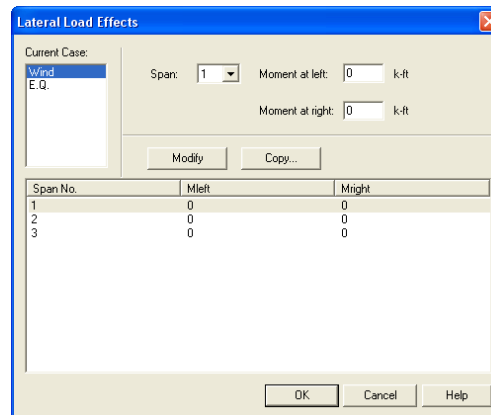 Lateral Load Effects
Current Case:
Wind
E.Q.
Span: 1 Moment at left: 0 k-ft
Moment at right: 0 k-ft
Modify Copy...
Span No. Mleft Mright
1 0 0
2 0 0
3 0 0
OK Cancel Help